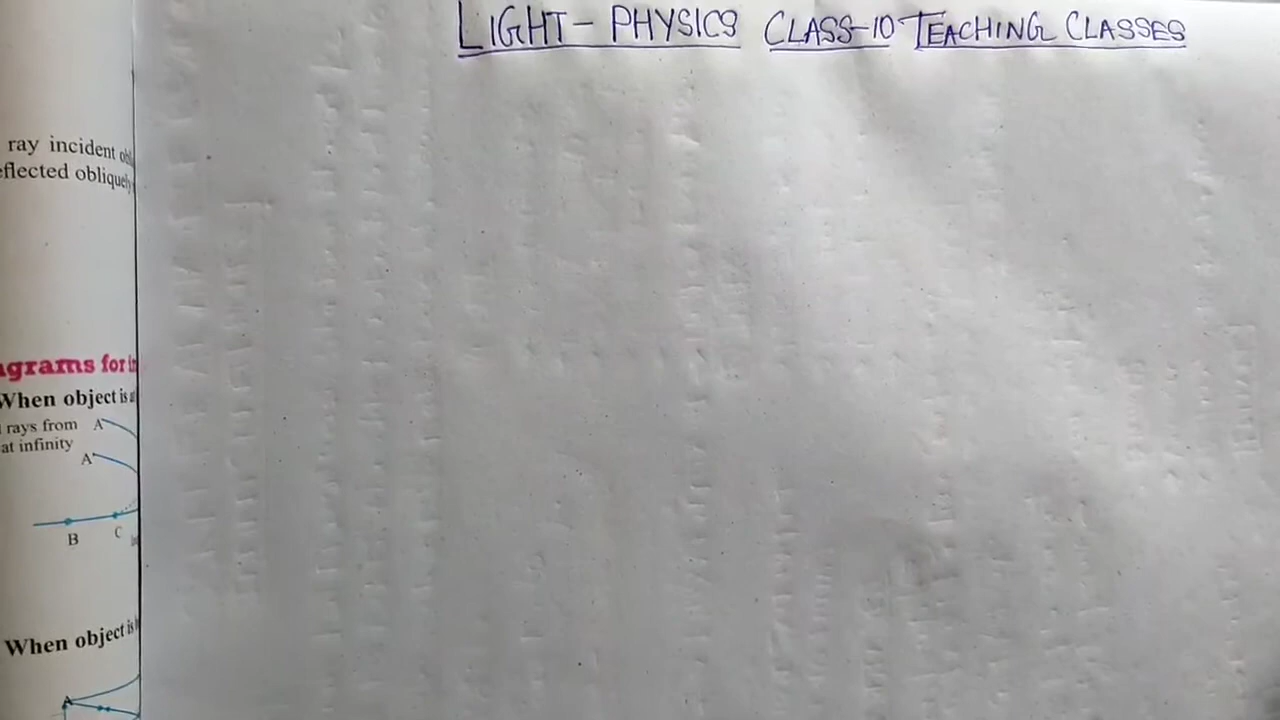 LIGHT - PHYSICS CLASS-10 TEACHING CLASSES
ray incident
eflected obliquely
agrams for
When object is
rays from A
at infinity
A
B C
When object is
A